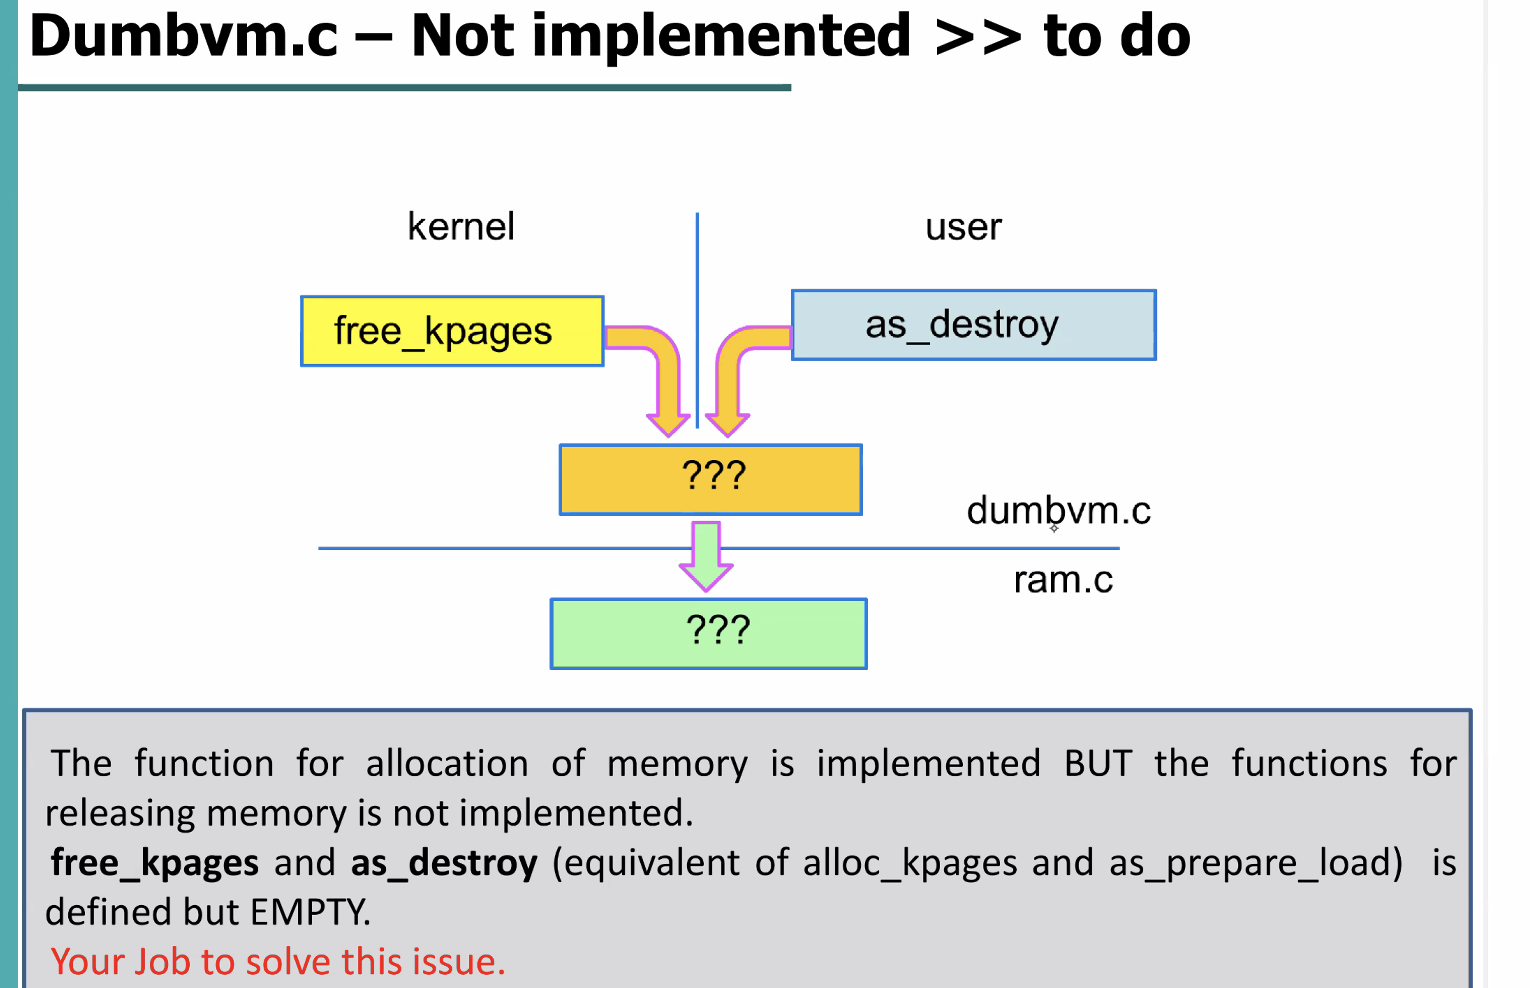 Dumbvm.c – Not implemented >> to do
kernel
user
free_kpages
as_destroy
???
dumbvm.c
ram.c
???
The function for allocation of memory is implemented BUT the functions for
releasing memory is not implemented.
free_kpages and as_destroy (equivalent of alloc_kpages and as_prepare_load) is
defined but EMPTY.
Your Job to solve this issue.